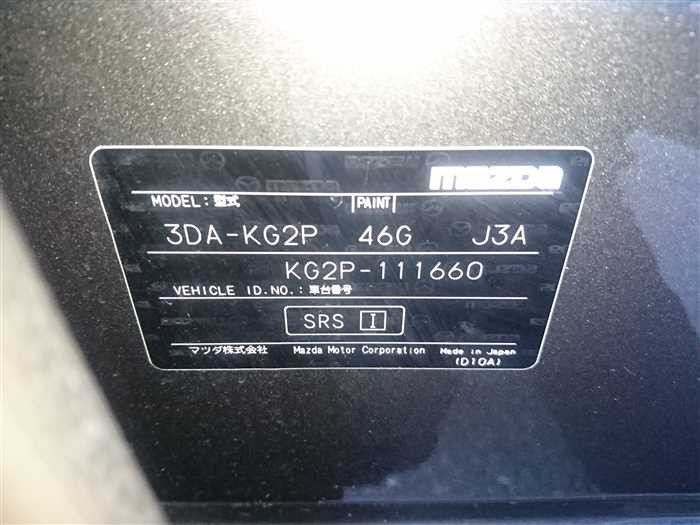 mazda
MODEL:型式 PAINT
3DA-KG2P 46G J3A
KG2P-111660
VEHICLE ID.NO.:車台番号
SRS I
マツダ株式会社 Mazda Motor Corporation Made in Japan
(D10A)